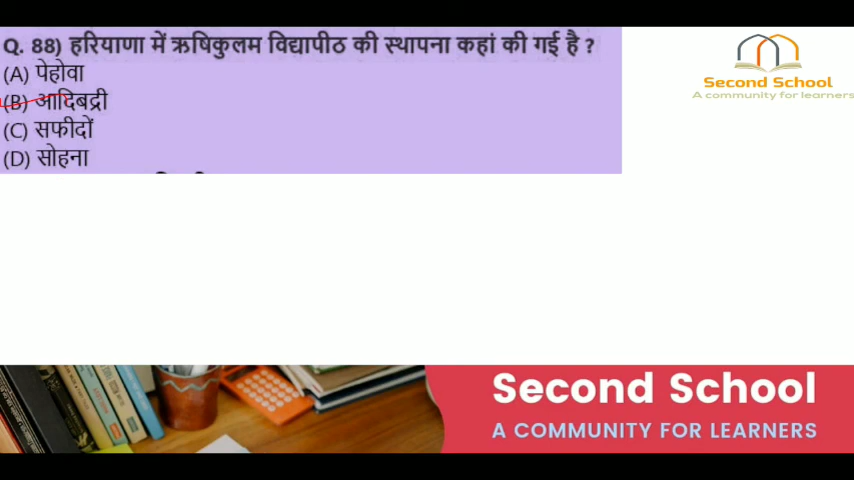 Q. 88) हरियाणा में ऋषिकुलम विद्यापीठ की स्थापना कहां की गई है ?
(A) पेहोवा
(B) आदिबद्री
(C) सफीदों
(D) सोहना
Second School
A community for learners
Second School
A COMMUNITY FOR LEARNERS